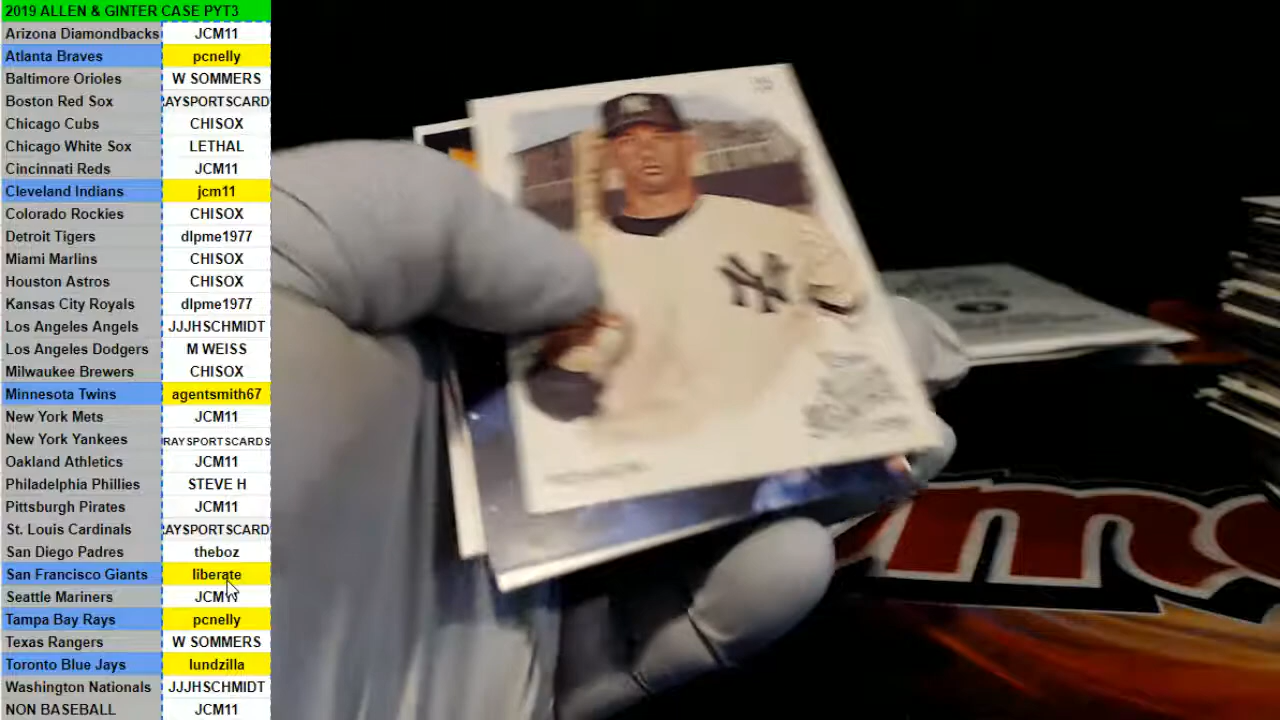 2019 ALLEN & GINTER CASE PYT3
Arizona Diamondbacks JCM11
Atlanta Braves pcnelly
Baltimore Orioles W SOMMERS
Boston Red Sox AYSPORTSCARD
Chicago Cubs CHISOX
Chicago White Sox LETHAL
Cincinnati Reds JCM11
Cleveland Indians jcm11
Colorado Rockies CHISOX
Detroit Tigers dlpme1977
Miami Marlins CHISOX
Houston Astros CHISOX
Kansas City Royals dlpme1977
Los Angeles Angels JJJHSCHMIDT
Los Angeles Dodgers M WEISS
Milwaukee Brewers CHISOX
Minnesota Twins agentsmith67
New York Mets JCM11
New York Yankees RAYSPORTSCARDS
Oakland Athletics JCM11
Philadelphia Phillies STEVE H
Pittsburgh Pirates JCM11
St. Louis Cardinals AYSPORTSCARD
San Diego Padres theboz
San Francisco Giants liberate
Seattle Mariners
Tampa Bay Rays pcnelly
Texas Rangers W SOMMERS
Toronto Blue Jays lundzilla
Washington Nationals JJJHSCHMIDT
NON BASEBALL JCM11
NY